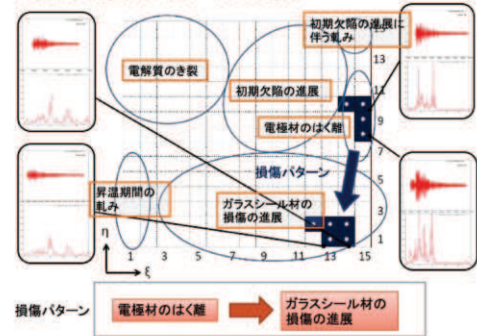 初期欠陥の進展に
伴う軋み
電解質のき裂
初期欠陥の進展
電極材のはく離
損傷パターン
昇温期間の
軋み
ガラスシール材の
損傷の進展
15
13
11
9
7
5
3
1
η
ξ
1 3 5 7 9 11 13 15
損傷パターン
電極材のはく離
ガラスシール材の
損傷の進展